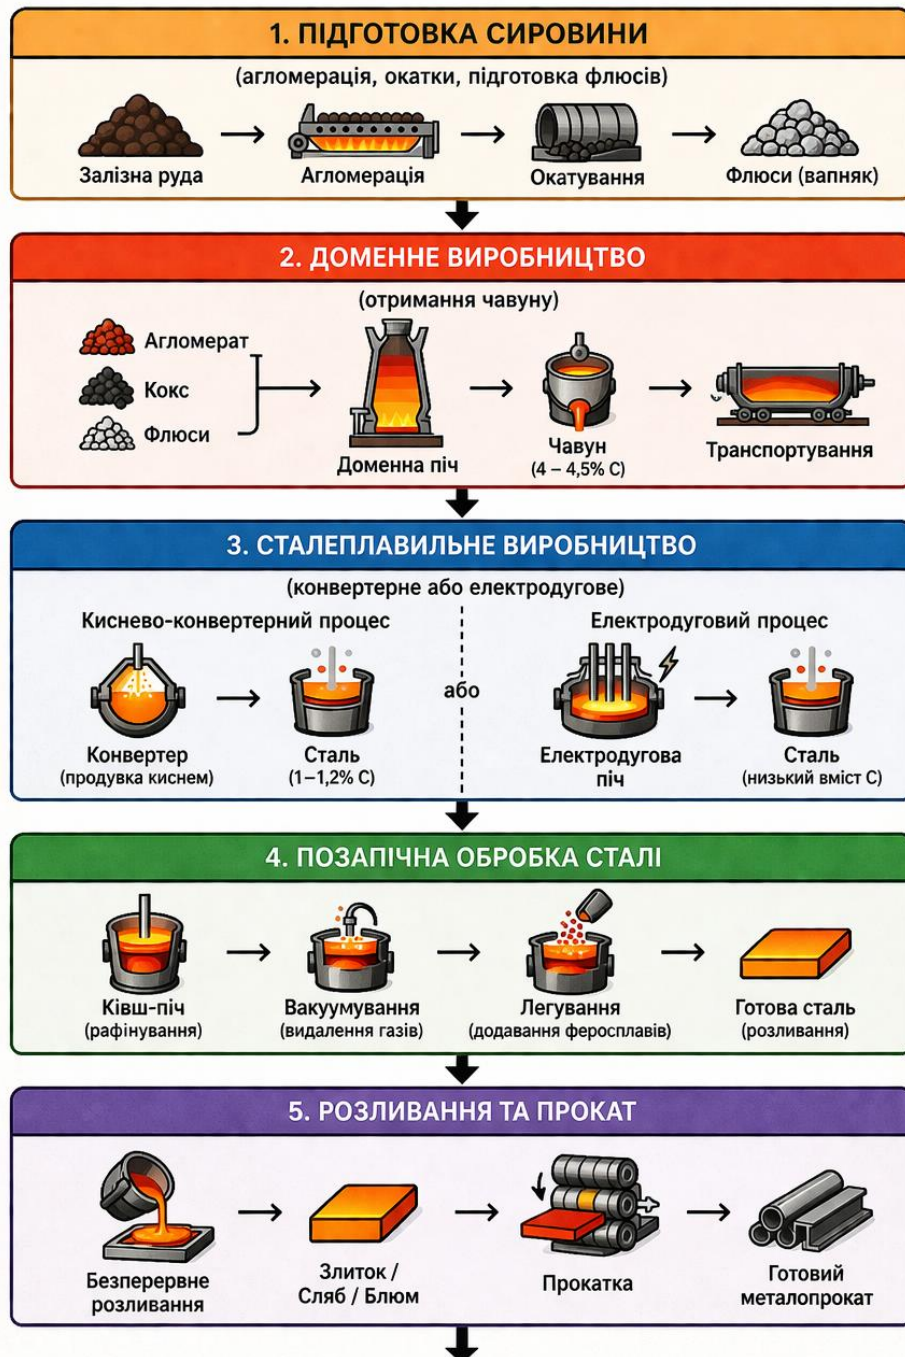 1. ПІДГОТОВКА СИРОВИНИ
(агломерація, окатки, підготовка флюсів)
Залізна руда
Агломерація
Окатування
Флюси (вапняк)
2. ДОМЕННЕ ВИРОБНИЦТВО
(отримання чавуну)
Агломерат
Кокс
Флюси
Доменна піч
Чавун
(4 – 4,5% С)
Транспортування
3. СТАЛЕПЛАВИЛЬНЕ ВИРОБНИЦТВО
(конвертерне або електродугове)
Киснево-конвертерний процес
Конвертер
(продувка киснем)
Сталь
(1–1,2% С)
або
Електродуговий процес
Електродугова
піч
Сталь
(низький вміст С)
4. ПОЗАПІЧНА ОБРОБКА СТАЛІ
Ківш-піч
(рафінування)
Вакуумування
(видалення газів)
Легування
(додавання феросплавів)
Готова сталь
(розливання)
5. РОЗЛИВАННЯ ТА ПРОКАТ
Безперервне
розливання
Злиток /
Сляб / Блюм
Прокатка
Готовий
металопрокат